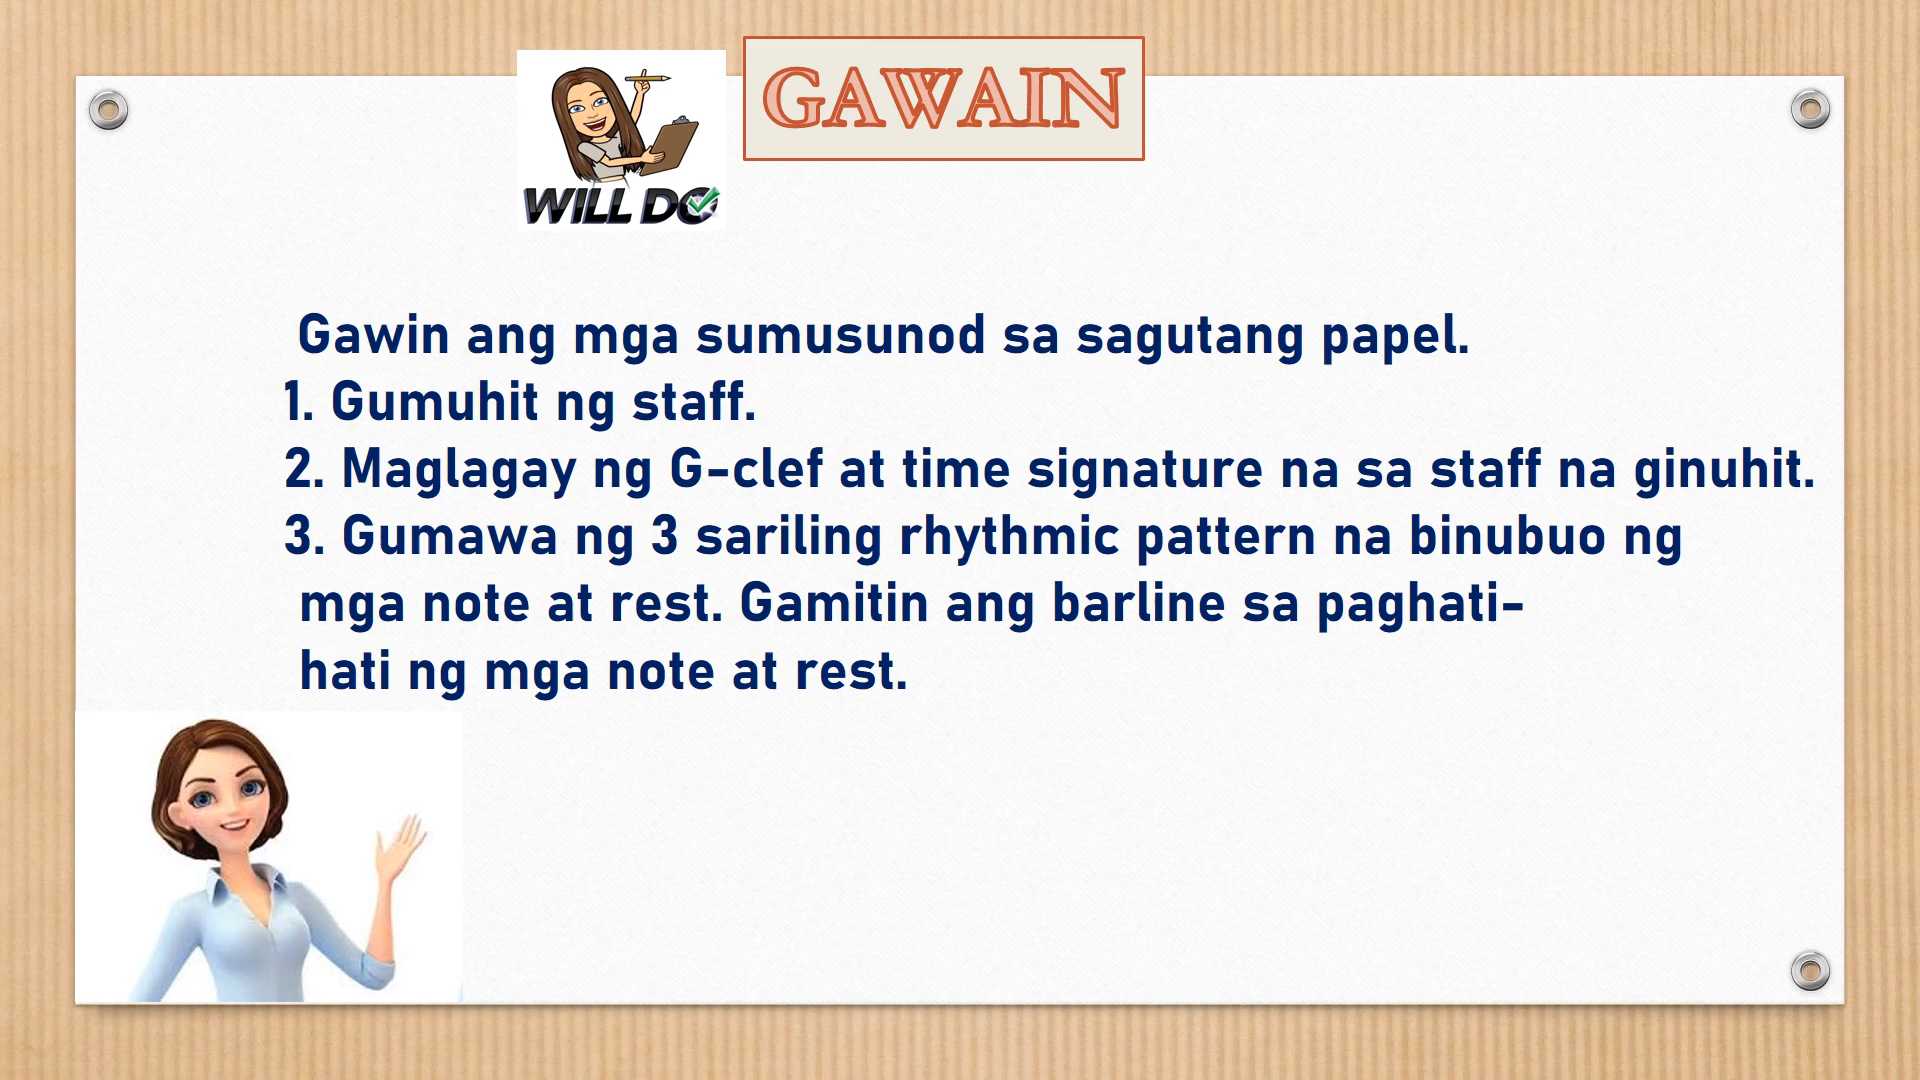 GAWAIN
WILL DO
Gawin ang mga sumusunod sa sagutang papel.
1. Gumuhit ng staff.
2. Maglagay ng G-clef at time signature na sa staff na ginuhit.
3. Gumawa ng 3 sariling rhythmic pattern na binubuo ng
mga note at rest. Gamitin ang barline sa paghati-
hati ng mga note at rest.